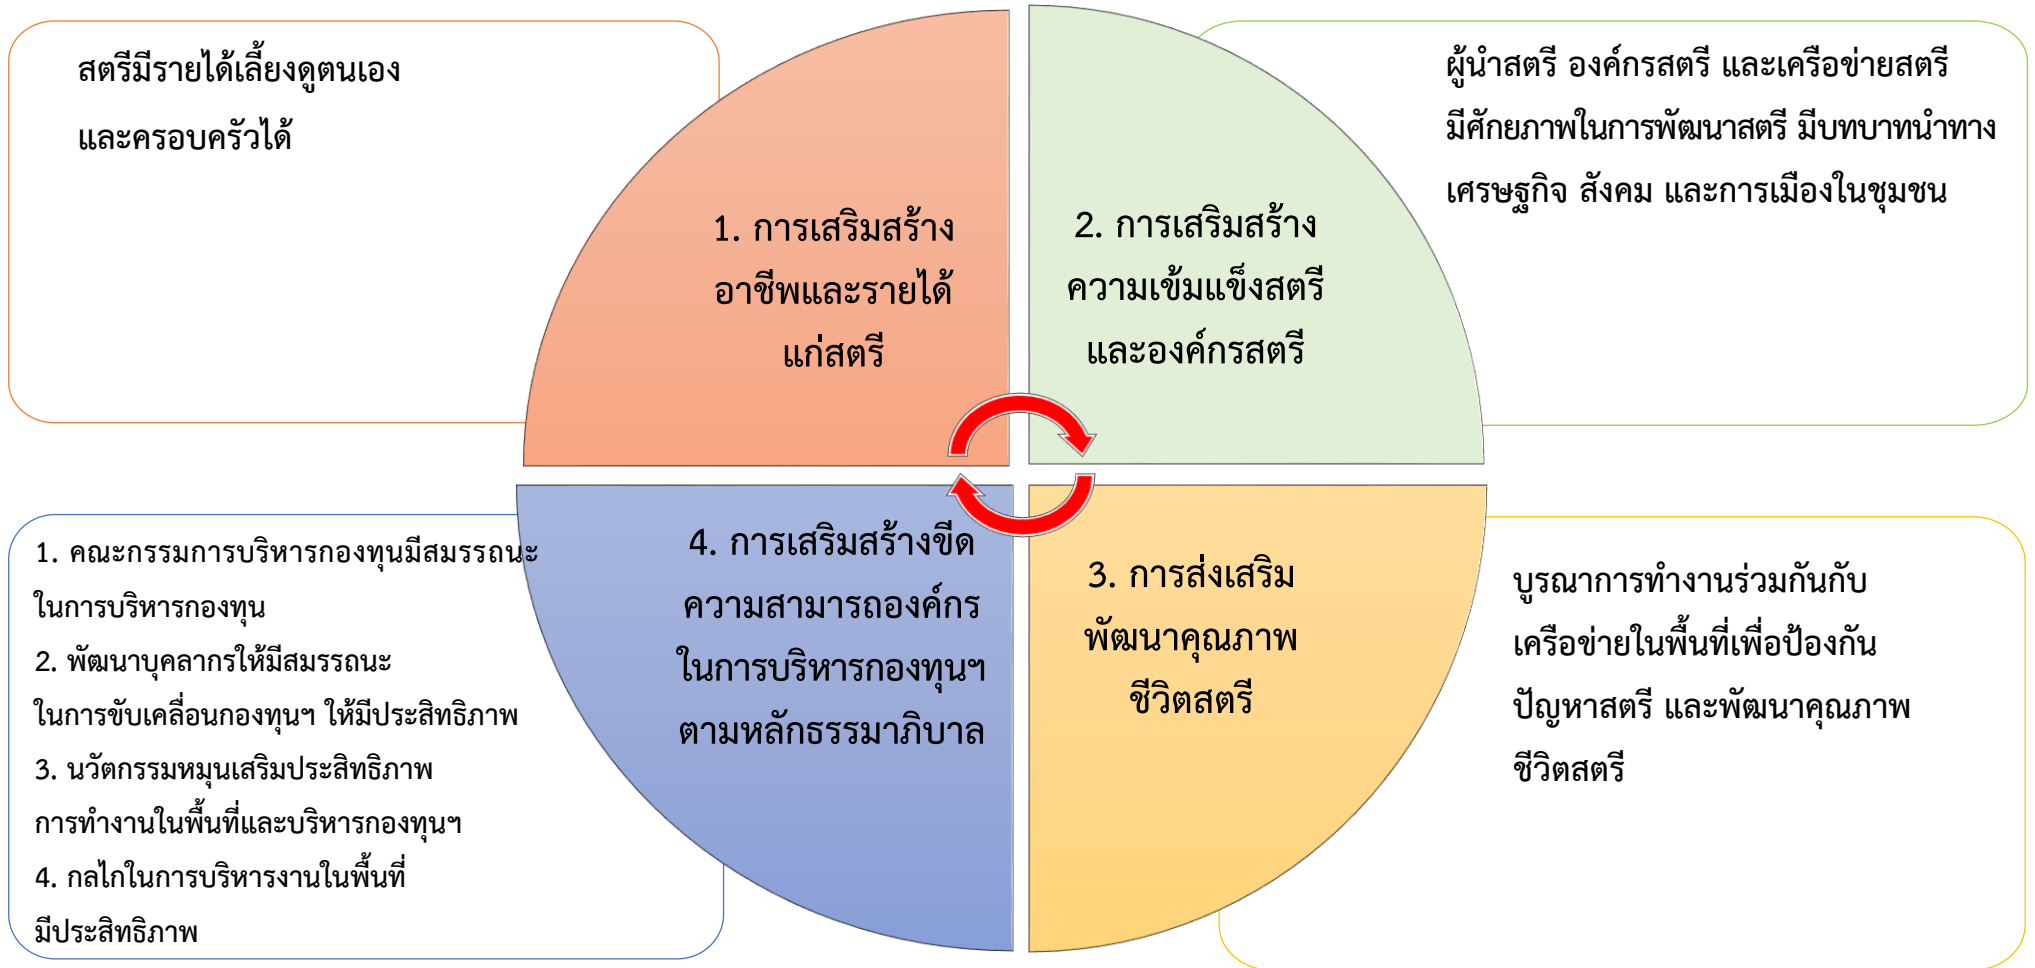 สตรีมีรายได้เลี้ยงดูตนเอง
และครอบครัวได้
1. การเสริมสร้าง
อาชีพและรายได้
แก่สตรี
2. การเสริมสร้าง
ความเข้มแข็งสตรี
และองค์กรสตรี
ผู้นำสตรี องค์กรสตรี และเครือข่ายสตรี
มีศักยภาพในการพัฒนาสตรี มีบทบาทนำทาง
เศรษฐกิจ สังคม และการเมืองในชุมชน
1. คณะกรรมการบริหารกองทุนมีสมรรถนะ
ในการบริหารกองทุน
2. พัฒนาบุคลากรให้มีสมรรถนะ
ในการขับเคลื่อนกองทุนฯ ให้มีประสิทธิภาพ
3. นวัตกรรมหมุนเสริมประสิทธิภาพ
การทำงานในพื้นที่และบริหารกองทุนฯ
4. กลไกในการบริหารงานในพื้นที่
มีประสิทธิภาพ
4. การเสริมสร้างขีด
ความสามารถองค์กร
ในการบริหารกองทุนฯ
ตามหลักธรรมาภิบาล
3. การส่งเสริม
พัฒนาคุณภาพ
ชีวิตสตรี
บูรณาการทำงานร่วมกันกับ
เครือข่ายในพื้นที่เพื่อป้องกัน
ปัญหาสตรี และพัฒนาคุณภาพ
ชีวิตสตรี